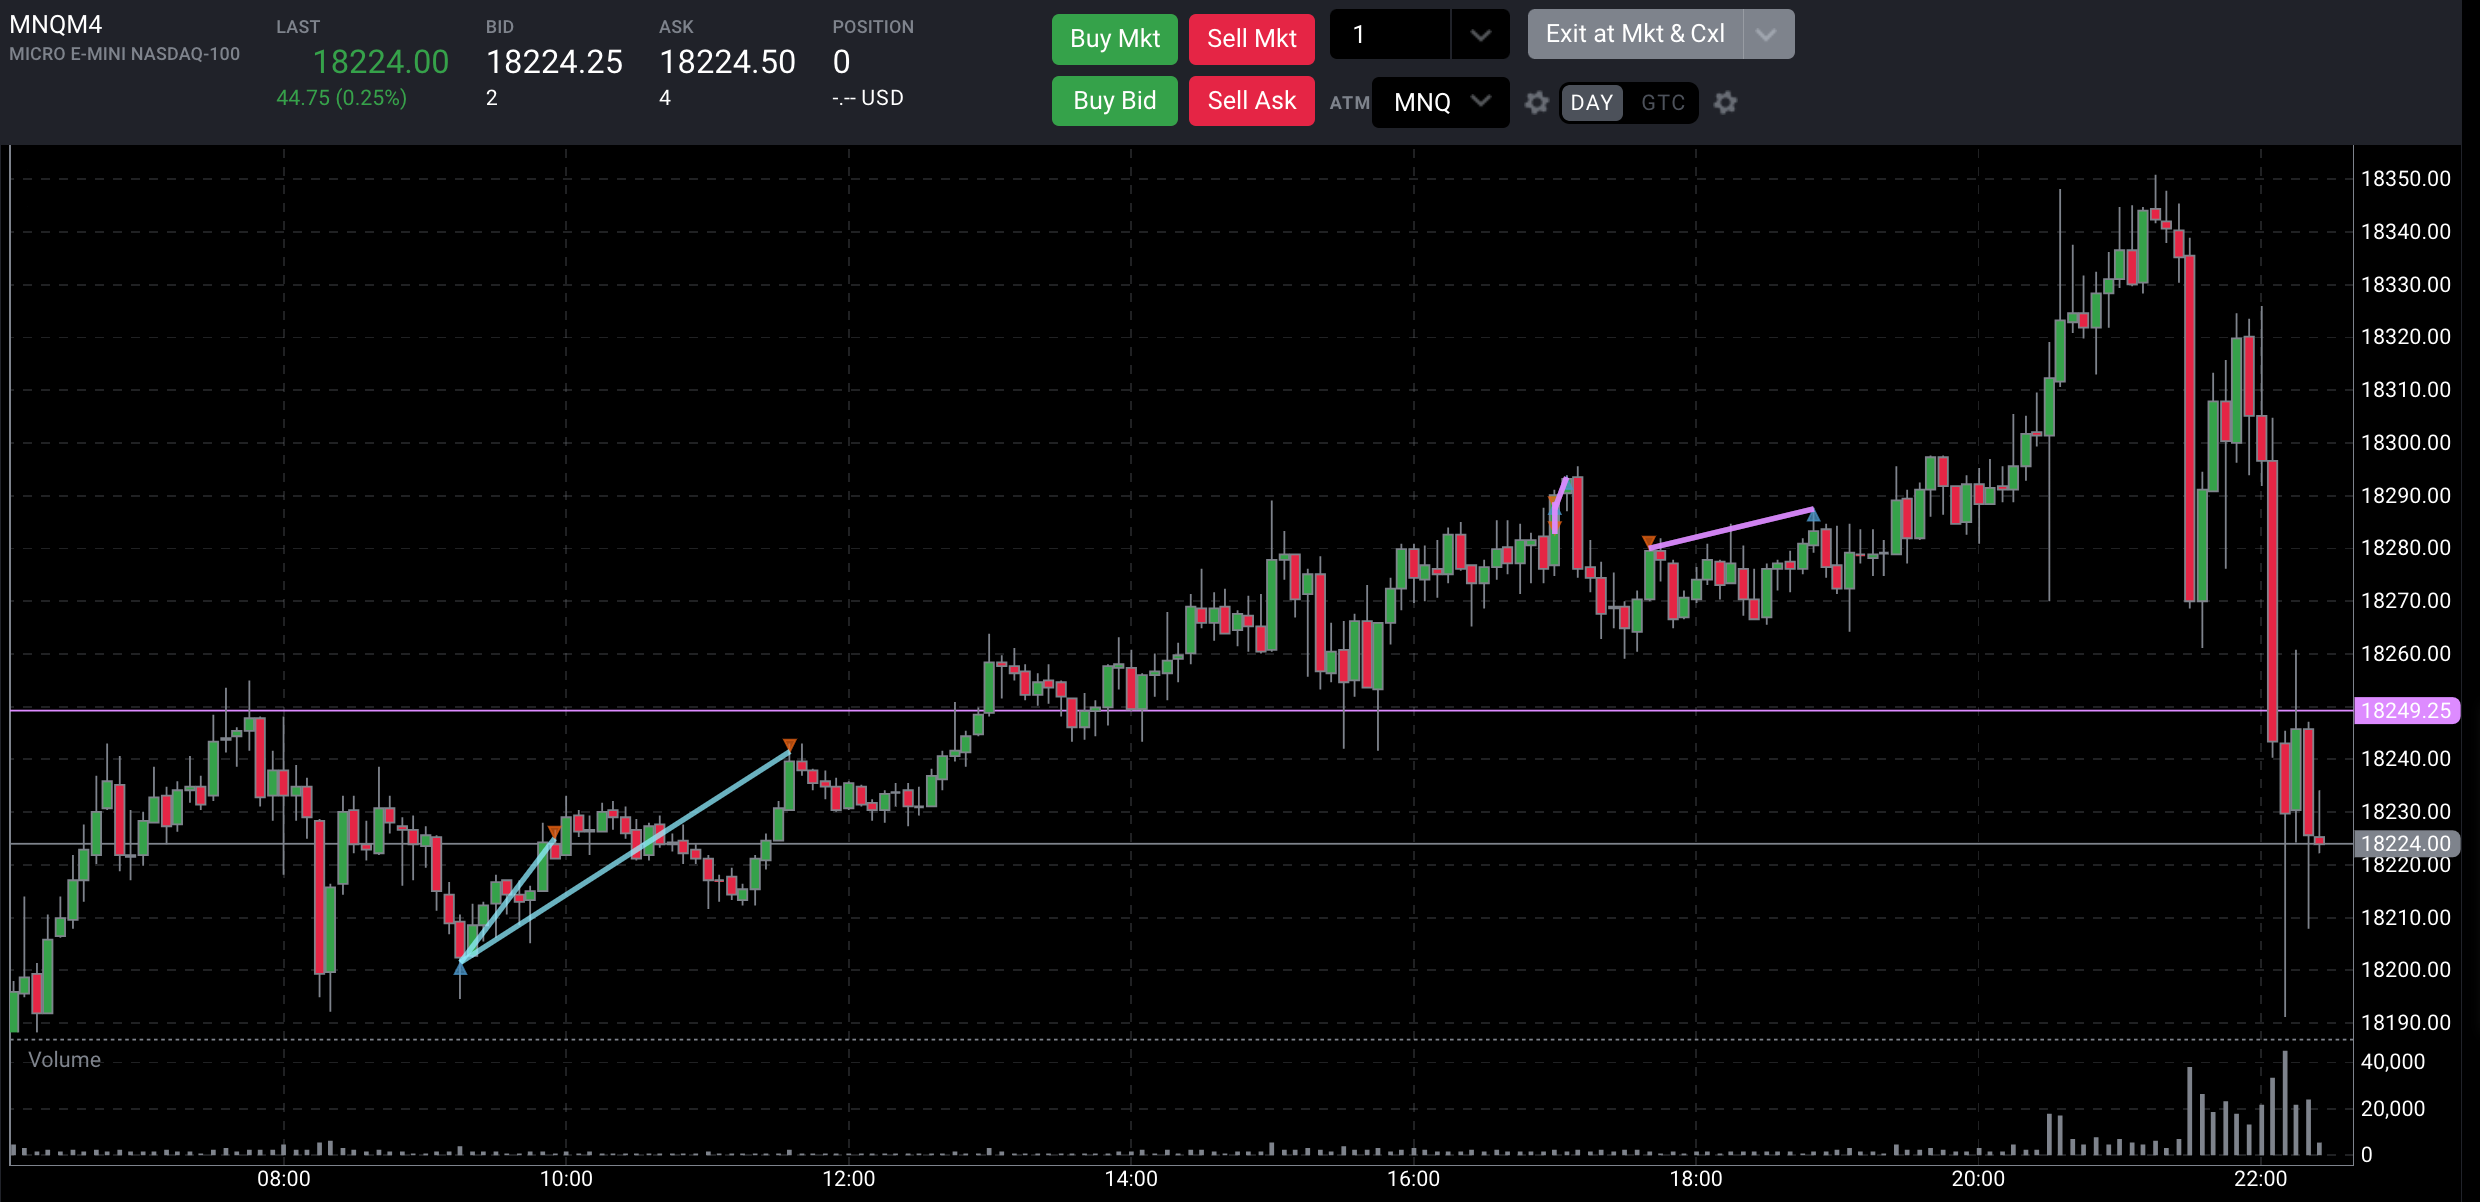 MNQM4
MICRO E-MINI NASDAQ-100
LAST
18224.00
44.75 (0.25%)
BID
18224.25
2
ASK
18224.50
4
POSITION
0
-.-- USD
Buy Mkt
Sell Mkt
1
Exit at Mkt & Cxl
Buy Bid
Sell Ask
ATM
MNQ
DAY
GTC
18350.00
18340.00
18330.00
18320.00
18310.00
18300.00
18290.00
18280.00
18270.00
18260.00
18249.25
18240.00
18230.00
18224.00
18220.00
18210.00
18200.00
18190.00
Volume
40,000
20,000
0
08:00
10:00
12:00
14:00
16:00
18:00
20:00
22:00